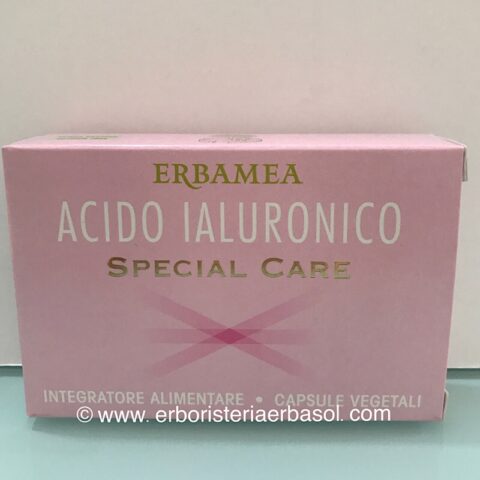 ERBAMEA
ACIDO IALURONICO
SPECIAL CARE
INTEGRATORE ALIMENTARE • CAPSULE VEGETALI
© www. erboristeriaerbasol. com